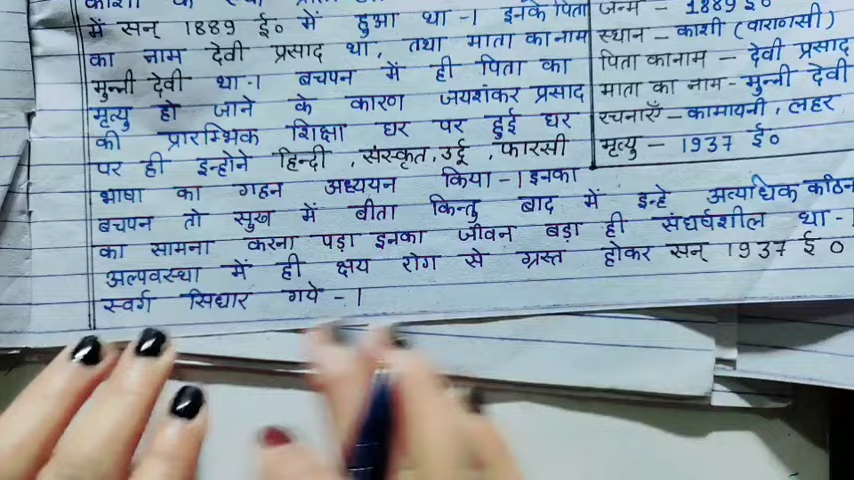 में सन् 1889 ई० में हुआ था -। इनके पिता
का नाम देवी प्रसाद था, तथा माता का नाम
मुन्नी देवी था-। बचपन में ही पिता का
मृत्यु हो जाने के कारण जयशंकर प्रसाद
की प्रारम्भिक शिक्षा घर पर हुई घर
पर ही इन्होने हिन्दी ,संस्कृत, उर्दू , फारसी
भाषा का गहन अध्ययन किया -।इनका
बचपन तो सुख में बीता किन्तु बाद में इन्हे अत्याधिक कठिन
का सामना करना पड़ा इनका जीवन बड़ा ही संघर्षशील था -।
अल्पवस्था में ही क्षय रोग से ग्रस्त होकर सन् 1937 ई०
स्वर्ग सिधार गये -।
जन्म - 1889 ई०
स्थान - काशी (वाराणसी)
पिता का नाम - देवी प्रसाद
माता का नाम - मुन्नी देवी
रचनाएँ - कामायनी, लहर
मृत्यु - 1937 ई०